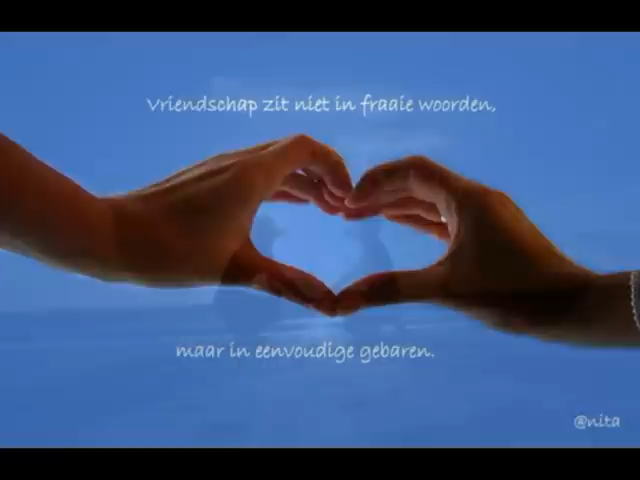 Vriendschap zit niet in fraaie woorden,
maar in eenvoudige gebaren.
@nita